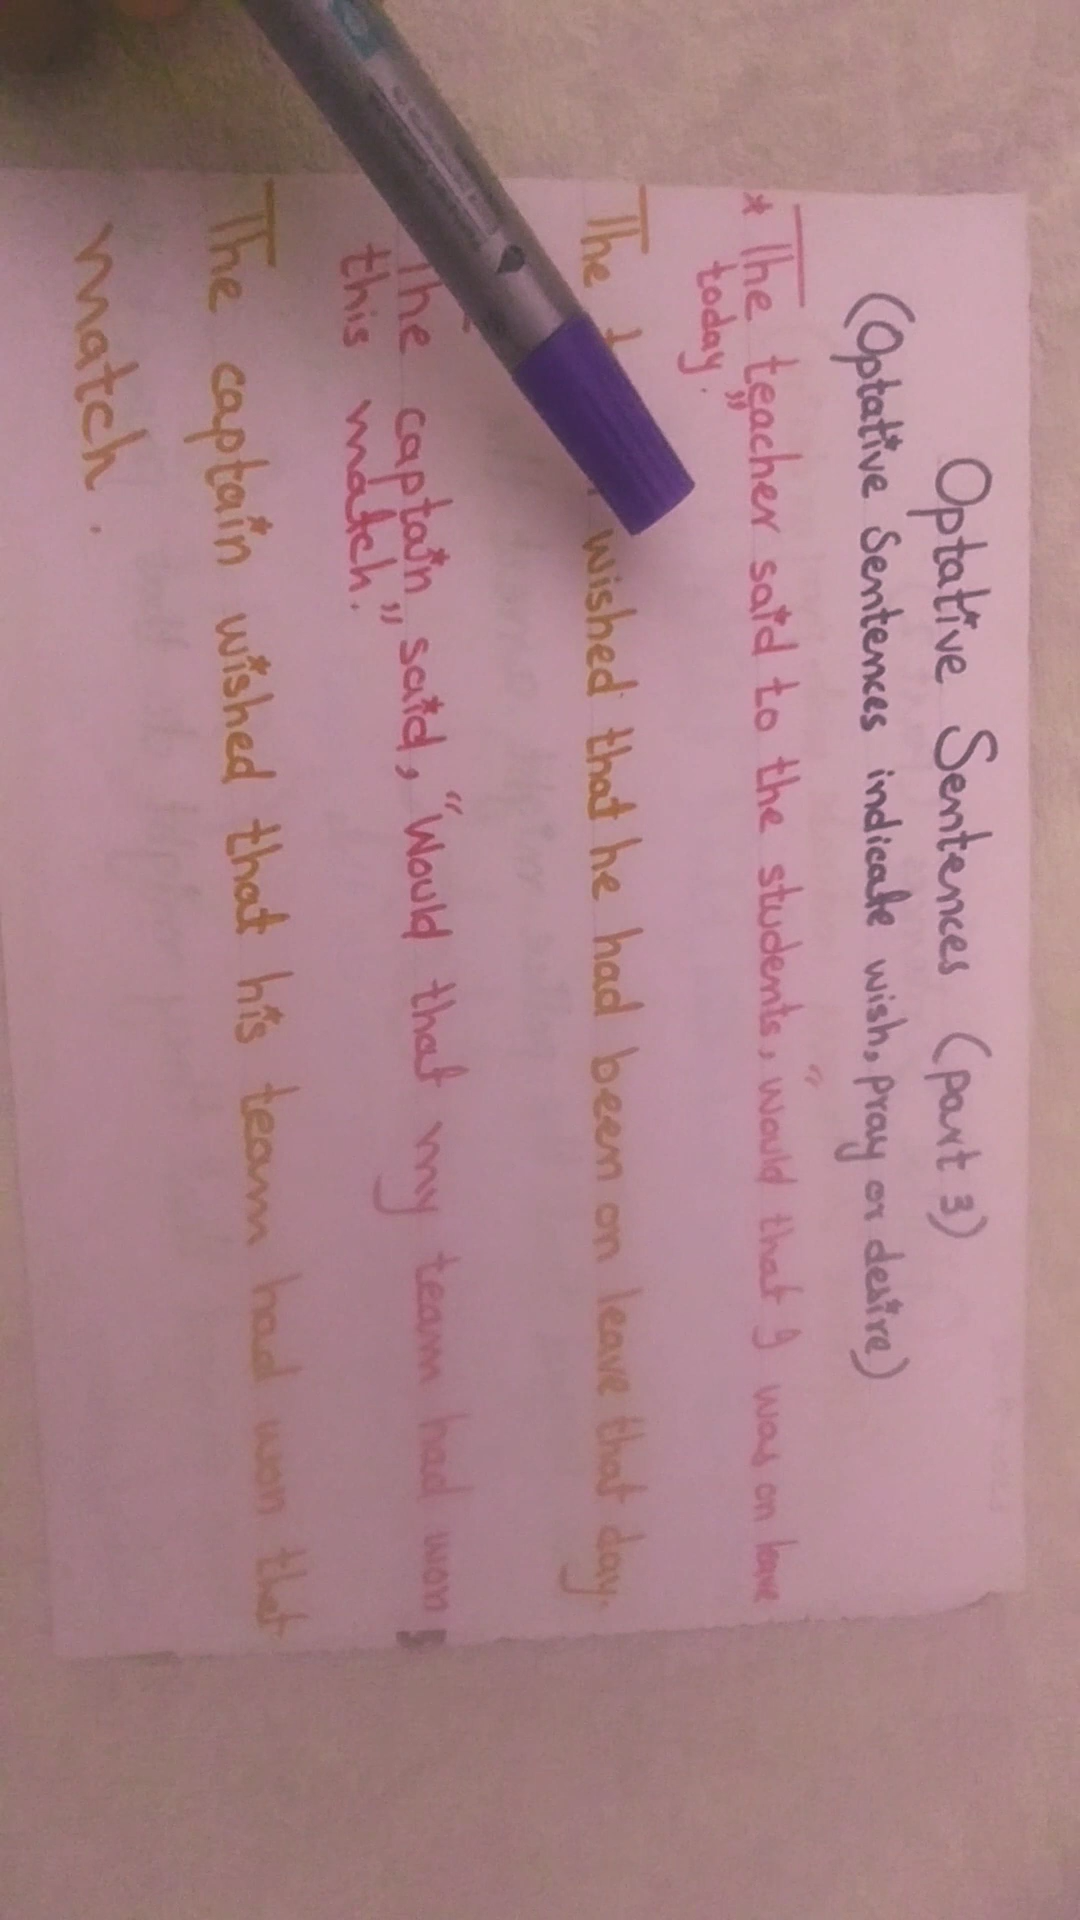 Optative Sentences (part 3)
(Optative Sentences indicate wish, pray or desire)
* The teacher said to the students, "would that I was on leave
today."
The wished that he had been on leave that day.
The captain said, "Would that my team had won
this match."
The captain wished that his team had won that
match.